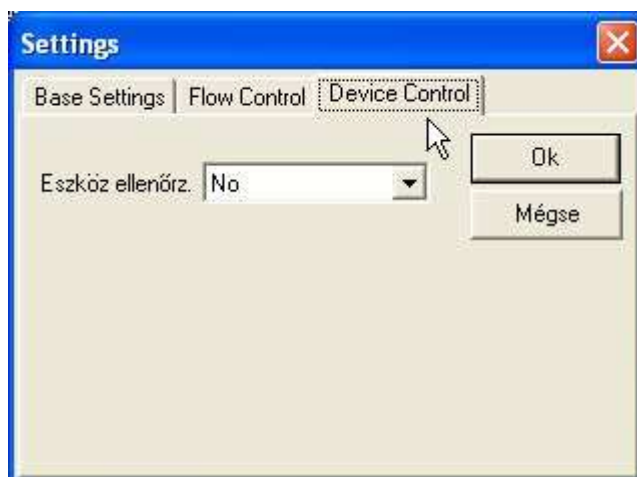 Settings
Base Settings Flow Control Device Control
Eszköz ellenőrz. No
Ok
Mégse